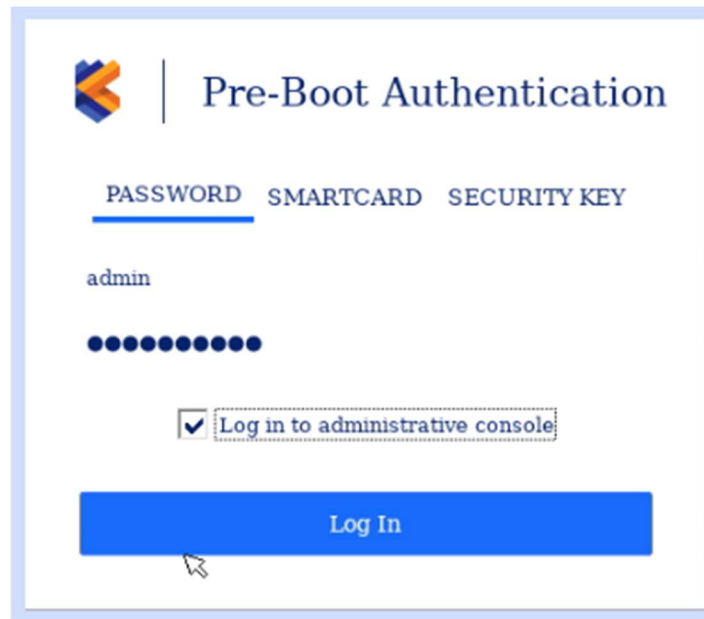 Pre-Boot Authentication
PASSWORD SMARTCARD SECURITY KEY
admin
●●●●●●●●●●
Log in to administrative console
Log In